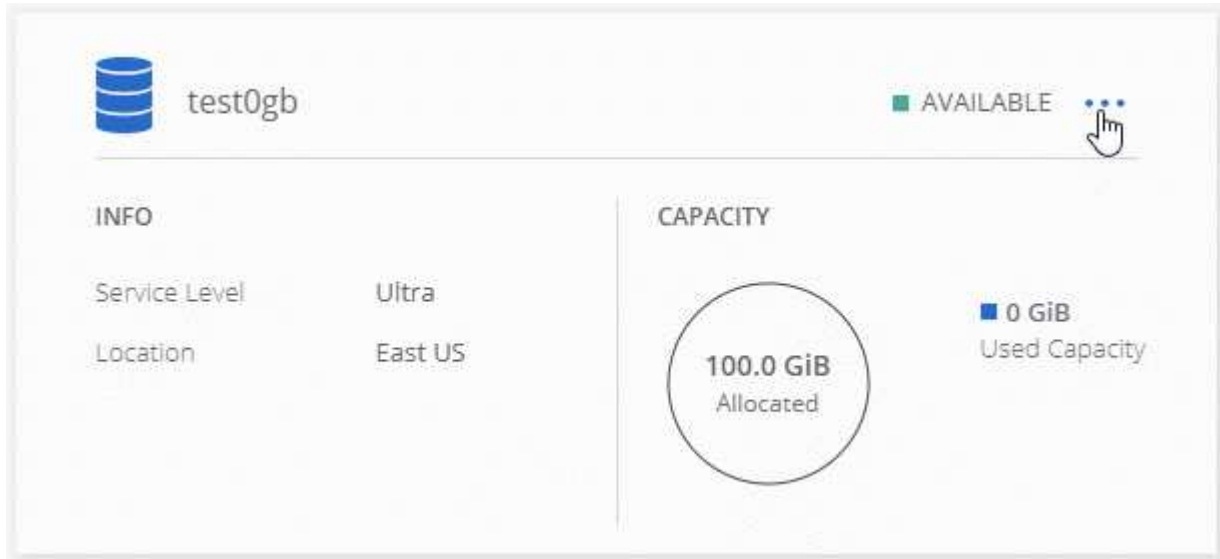 test0gb
AVAILABLE
INFO
Service Level Ultra
Location East US
CAPACITY
100.0 GiB
Allocated
0 GiB
Used Capacity